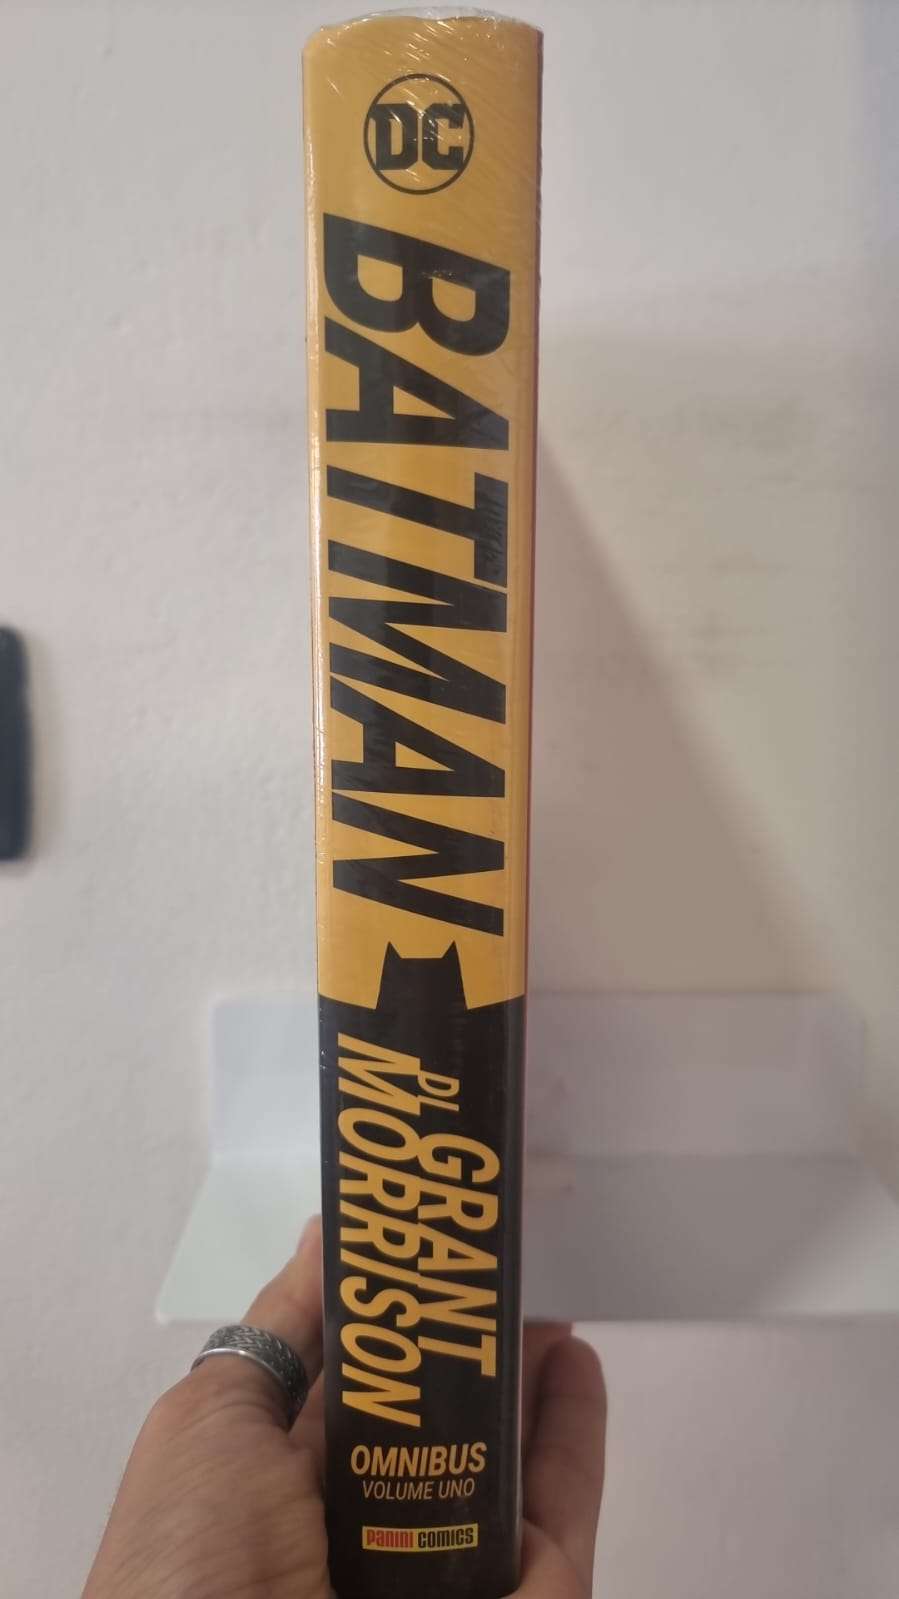 DC
BATMAN
DI GRANT
MORRISON
OMNIBUS
VOLUME UNO
PANINI COMICS